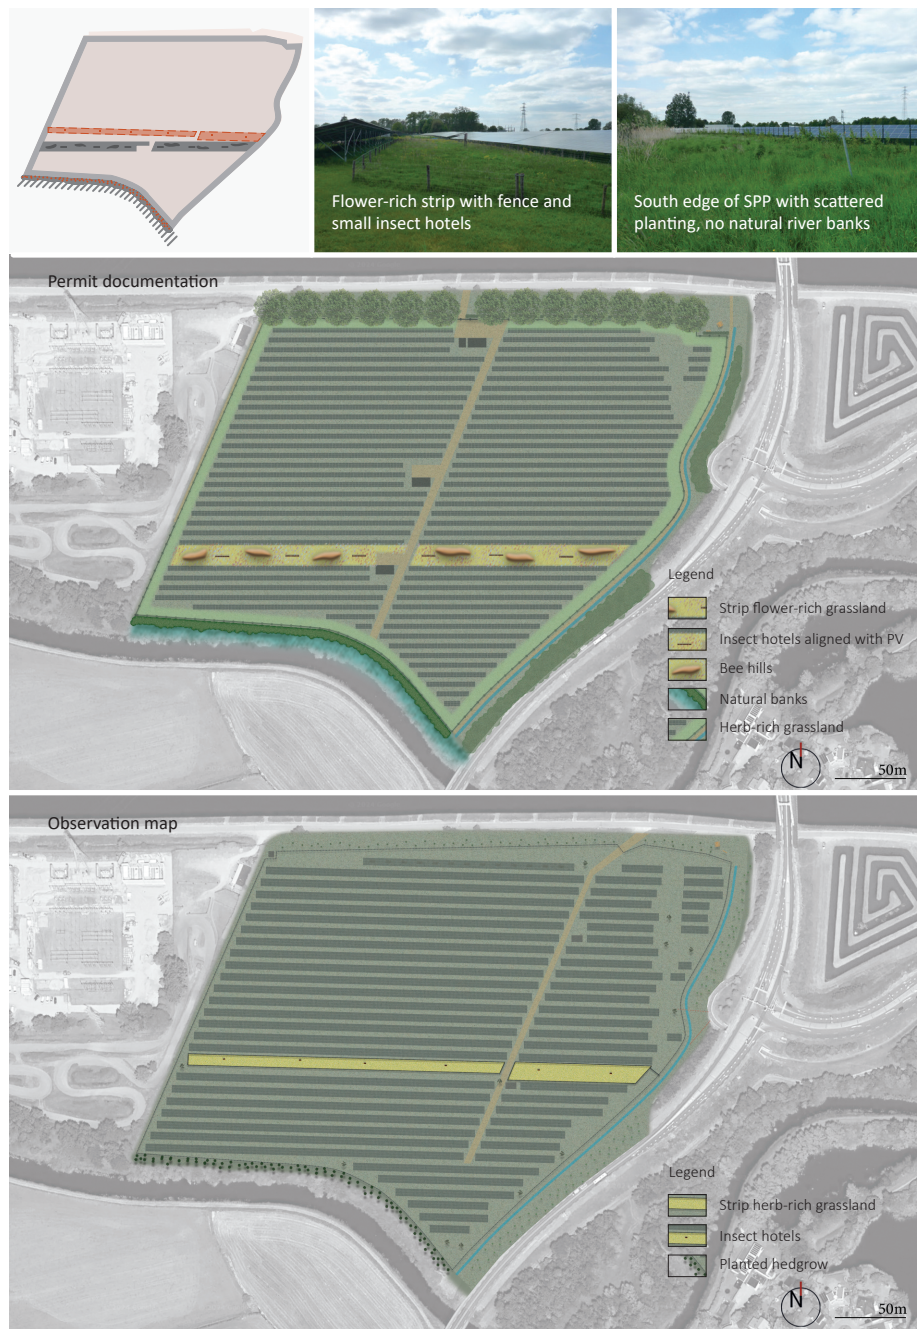 Flower-rich strip with fence and
small insect hotels
South edge of SPP with scattered
planting, no natural river banks
Permit documentation
Legend
Strip flower-rich grassland
Insect hotels aligned with PV
Bee hills
Natural banks
Herb-rich grassland
N
50m
Observation map
Legend
Strip herb-rich grassland
Insect hotels
Planted hedgrow
N
50m